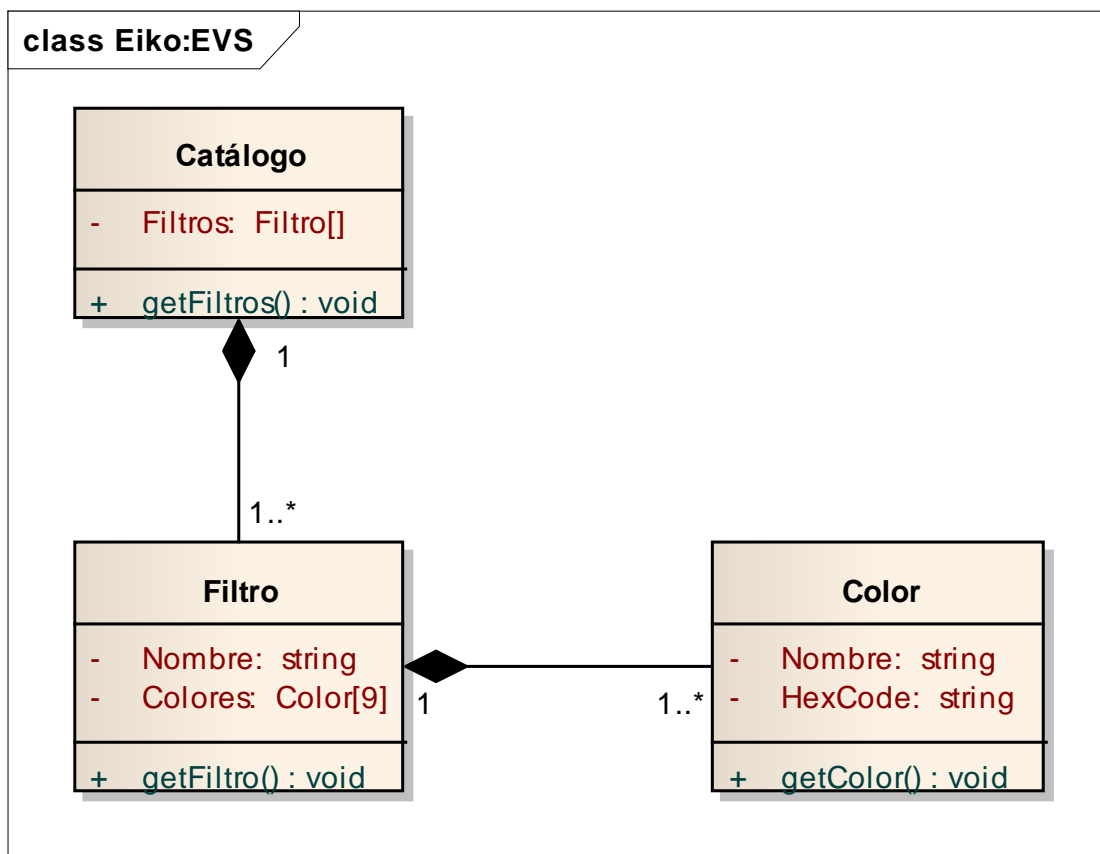 class Eiko:EVS
Catálogo
- Filtros: Filtro[]
+ getFiltros() : void
1
1..*
Filtro
- Nombre: string
- Colores: Color[9]
+ getFiltro() : void
1
1..*
Color
- Nombre: string
- HexCode: string
+ getColor() : void